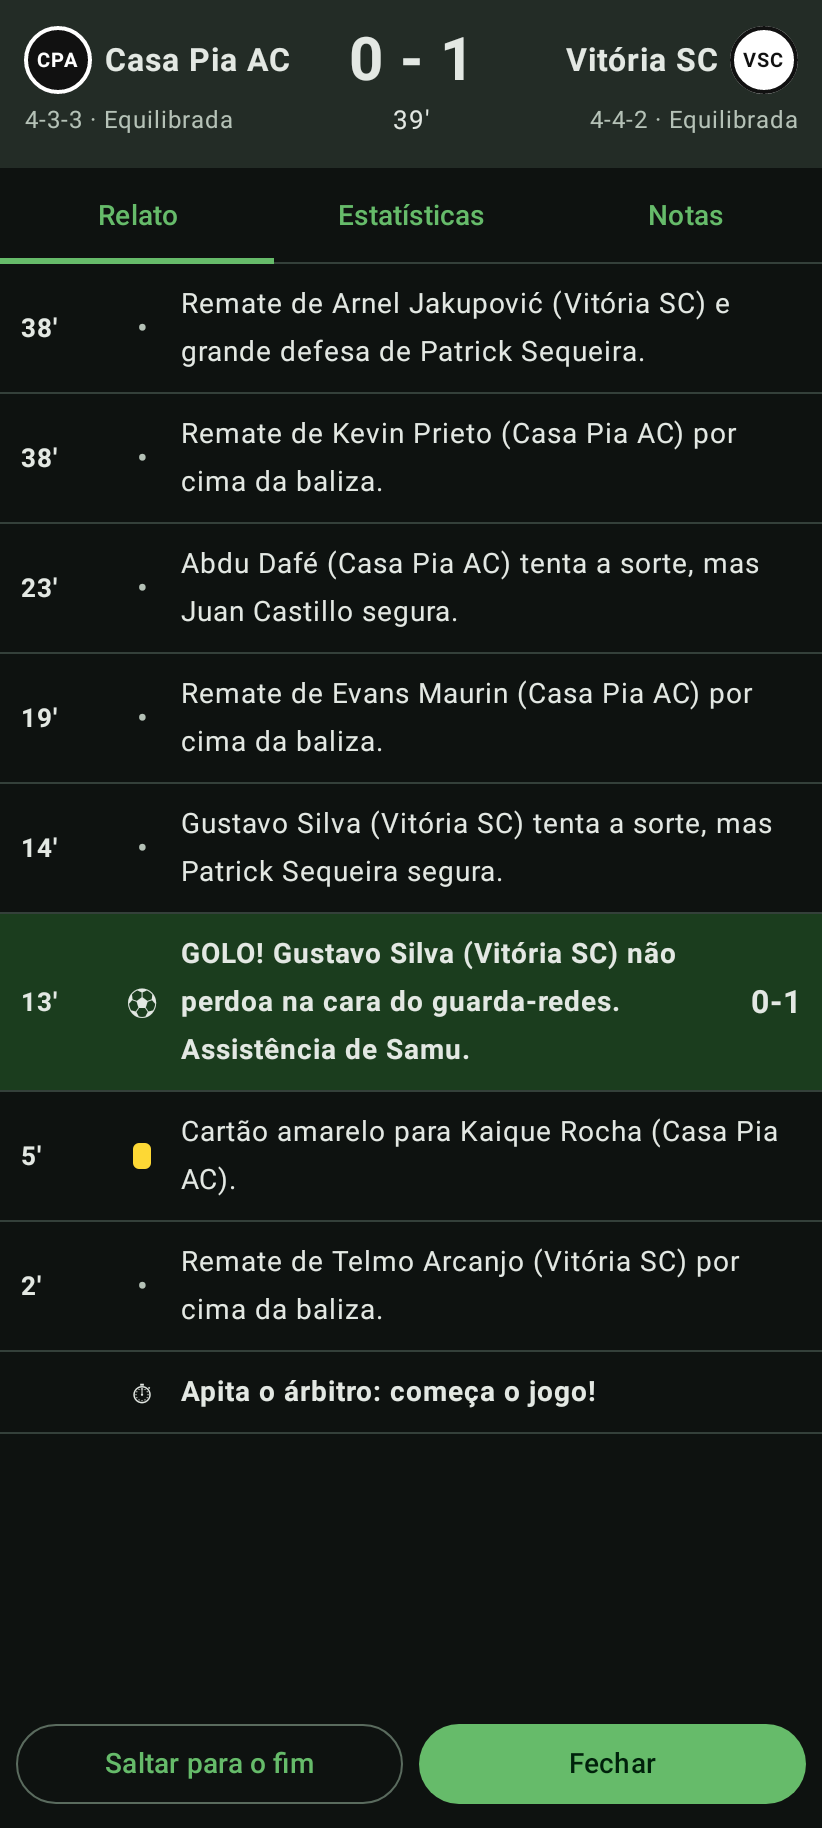 CPA Casa Pia AC 0 - 1 Vitória SC VSC
4-3-3 · Equilibrada 39' 4-4-2 · Equilibrada
Relato Estatísticas Notas
38' • Remate de Arnel Jakupović (Vitória SC) e
grande defesa de Patrick Sequeira.
38' • Remate de Kevin Prieto (Casa Pia AC) por
cima da baliza.
23' • Abdu Dafé (Casa Pia AC) tenta a sorte, mas
Juan Castillo segura.
19' • Remate de Evans Maurin (Casa Pia AC) por
cima da baliza.
14' • Gustavo Silva (Vitória SC) tenta a sorte, mas
Patrick Sequeira segura.
GOLO! Gustavo Silva (Vitória SC) não
13' ⚽ perdoa na cara do guarda-redes. 0-1
Assistência de Samu.
5' Cartão amarelo para Kaique Rocha (Casa Pia
AC).
2' • Remate de Telmo Arcanjo (Vitória SC) por
cima da baliza.
⏱ Apita o árbitro: começa o jogo!
Saltar para o fim Fechar